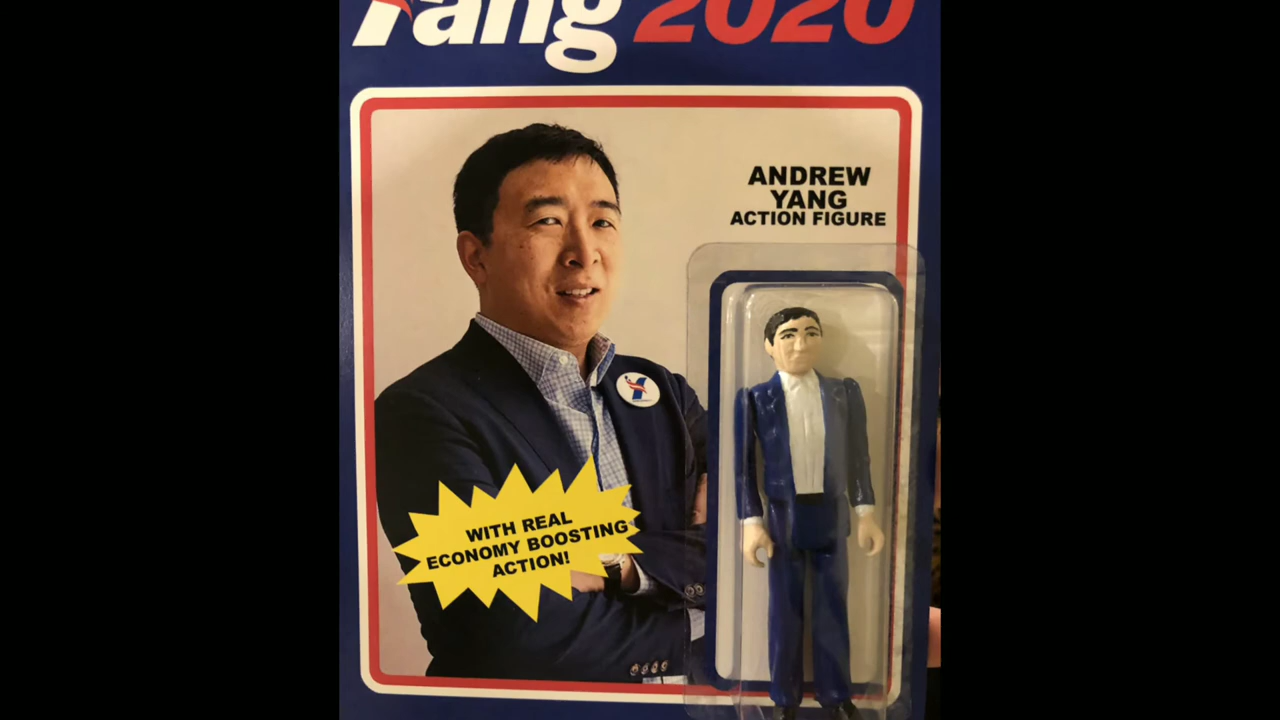 Yang 2020
ANDREW
YANG
ACTION FIGURE
WITH REAL
ECONOMY BOOSTING
ACTION!